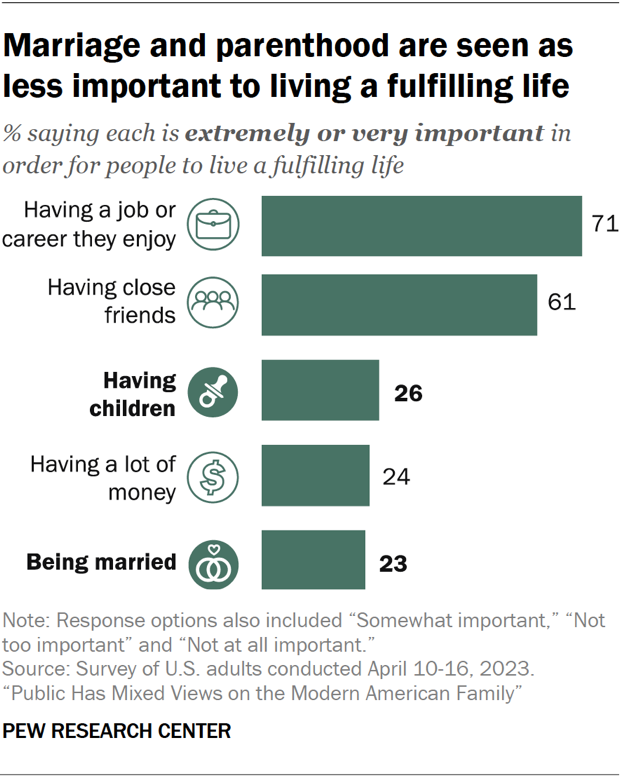 Marriage and parenthood are seen as
less important to living a fulfilling life
% saying each is extremely or very important in
order for people to live a fulfilling life
Having a job or
career they enjoy
71
Having close
friends
61
Having
children
26
Having a lot of
money
$
24
Being married
23
Note: Response options also included “Somewhat important,” “Not
too important” and “Not at all important.”
Source: Survey of U.S. adults conducted April 10-16, 2023.
“Public Has Mixed Views on the Modern American Family”
PEW RESEARCH CENTER